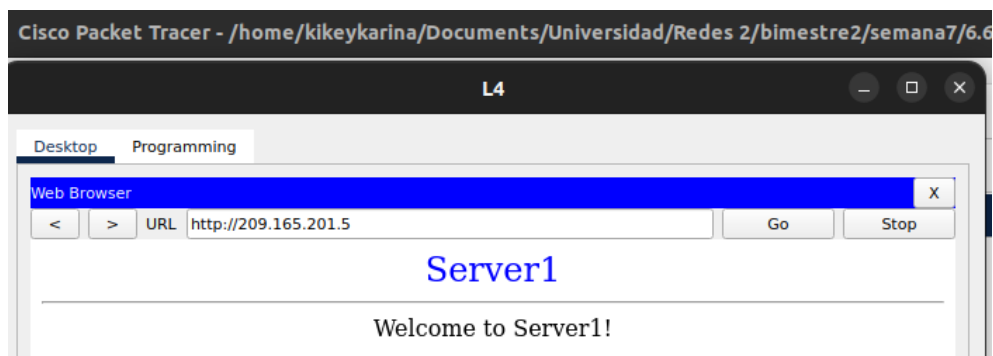 Cisco Packet Tracer - /home/kikeykarina/Documents/Universidad/Redes 2/bimestre2/semana7/6.6
L4
Desktop Programming
Web Browser X
< > URL http://209.165.201.5 Go Stop
Server1
Welcome to Server1!